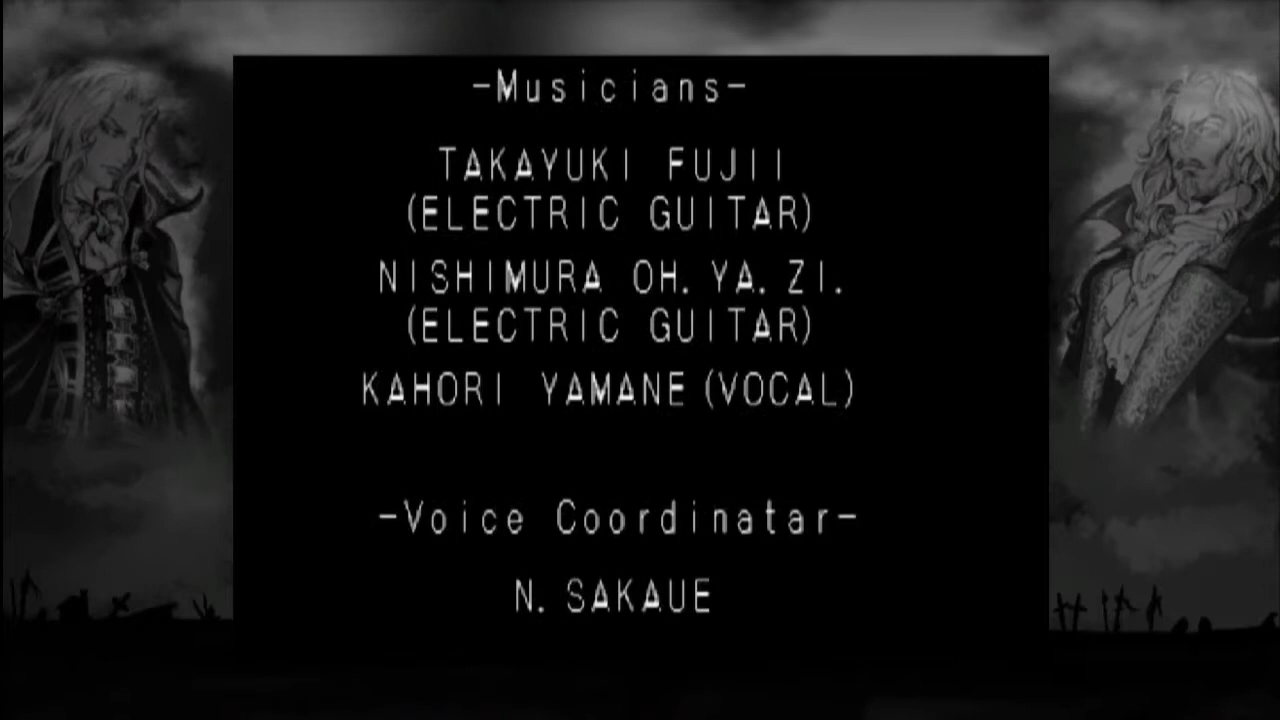 -Musicians-
TAKAYUKI FUJII
(ELECTRIC GUITAR)
NISHIMURA OH.YA.ZI.
(ELECTRIC GUITAR)
KAHORI YAMANE(VOCAL)
-Voice Coordinatar-
N.SAKAUE